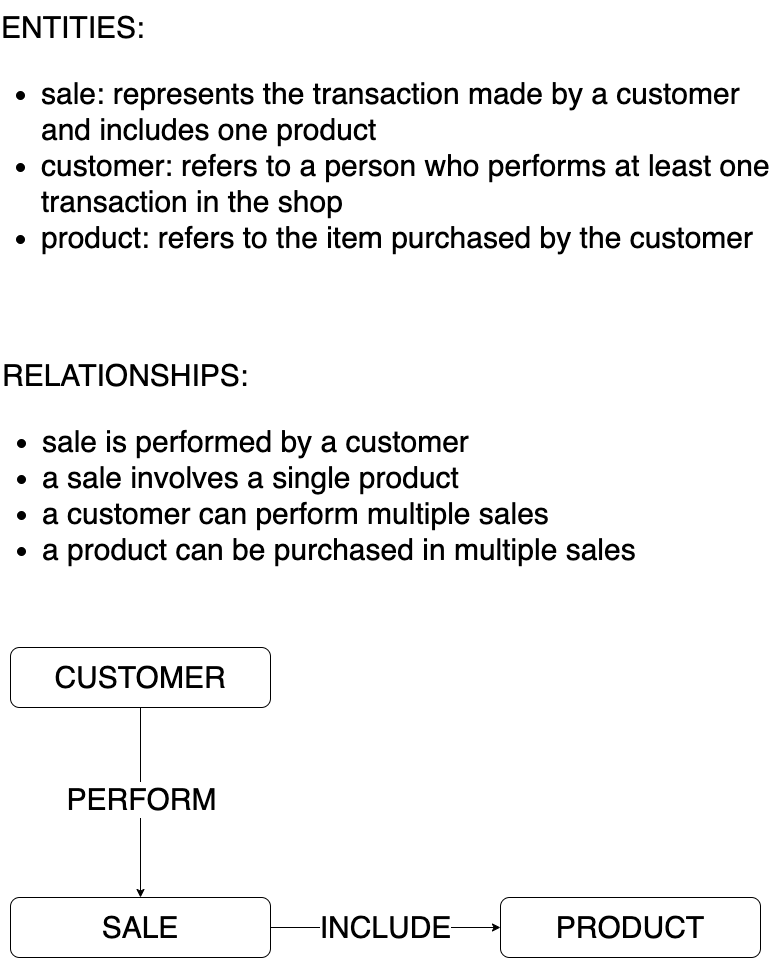 ENTITIES:
• sale: represents the transaction made by a customer
and includes one product
• customer: refers to a person who performs at least one
transaction in the shop
• product: refers to the item purchased by the customer
RELATIONSHIPS:
• sale is performed by a customer
• a sale involves a single product
• a customer can perform multiple sales
• a product can be purchased in multiple sales
CUSTOMER
PERFORM
SALE
INCLUDE
PRODUCT